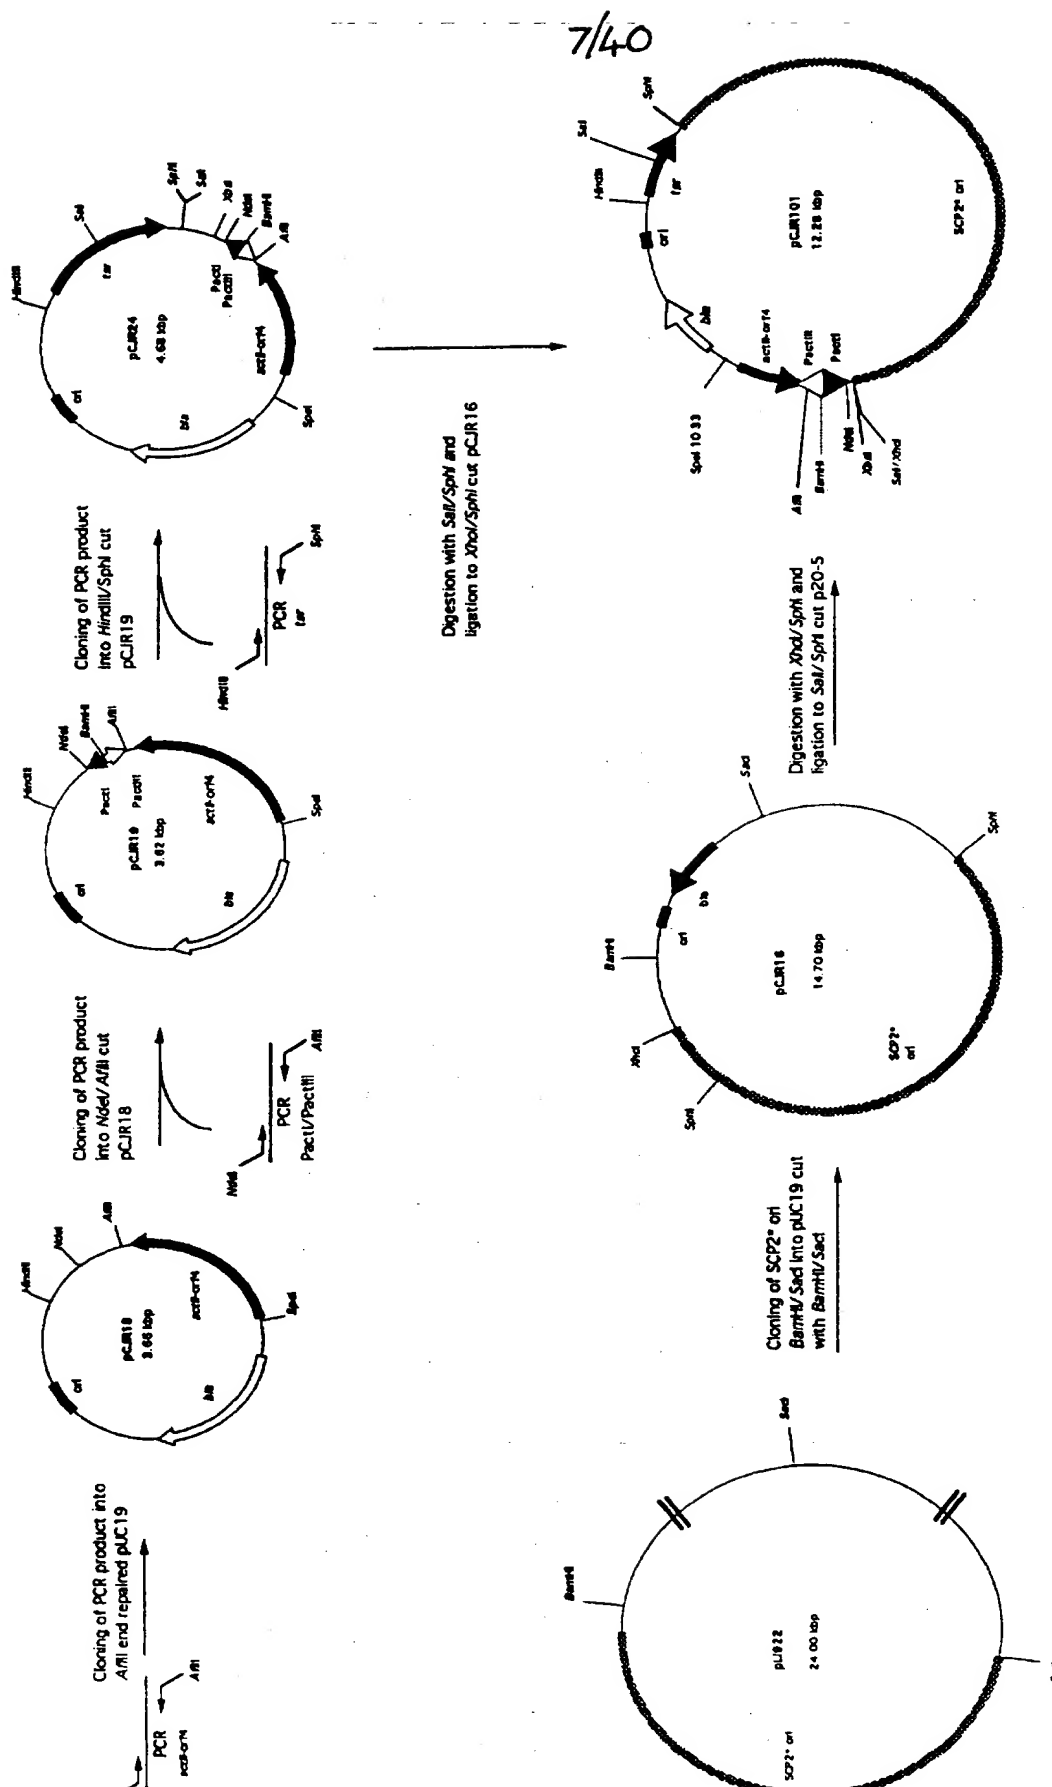 7/40
HindIII
SalI
tsr
SphI
SalI
XbaI
NdeI
BamHI
AflII
PactI
PactIII
actII-orf4
SpeI
bla
ori
pCJR24
4.68 kbp
Cloning of PCR product
into HindIII/SphI cut
pCJR19
HindIII
PCR
tsr
SphI
HindIII
NdeI
BamHI
AflII
PactI
PactIII
actII-orf4
SpeI
bla
ori
pCJR19
3.82 kbp
Cloning of PCR product
into NdeI/AflII cut
pCJR18
NdeI
PCR
PactI/PactIII
AflII
HindIII
NdeI
AflII
actII-orf4
SpeI
bla
ori
pCJR18
3.66 kbp
Cloning of PCR product into
AflII end repaired pUC19
AflII
PCR
actII-orf4
Digestion with SalI/SphI and
ligation to XhoI/SphI cut pCJR16
HindIII
SalI
SphI
tsr
ori
bla
actII-orf4
PactIII
PactI
SpeI 10.33
AflII
BamHI
NdeI
XbaI
SalI/XhoI
pCJR101
12.28 kbp
SCP2* ori
Digestion with XhoI/SphI and
ligation to SalI/SphI cut p20-5
SacI
SphI
bla
ori
BamHI
XhoI
SphI
pCJR16
14.70 kbp
SCP2*
ori
Cloning of SCP2* ori
BamHI/SacI into pUC19 cut
with BamHI/SacI
SacI
BamHI
pIJ922
24.00 kbp
SCP2* ori